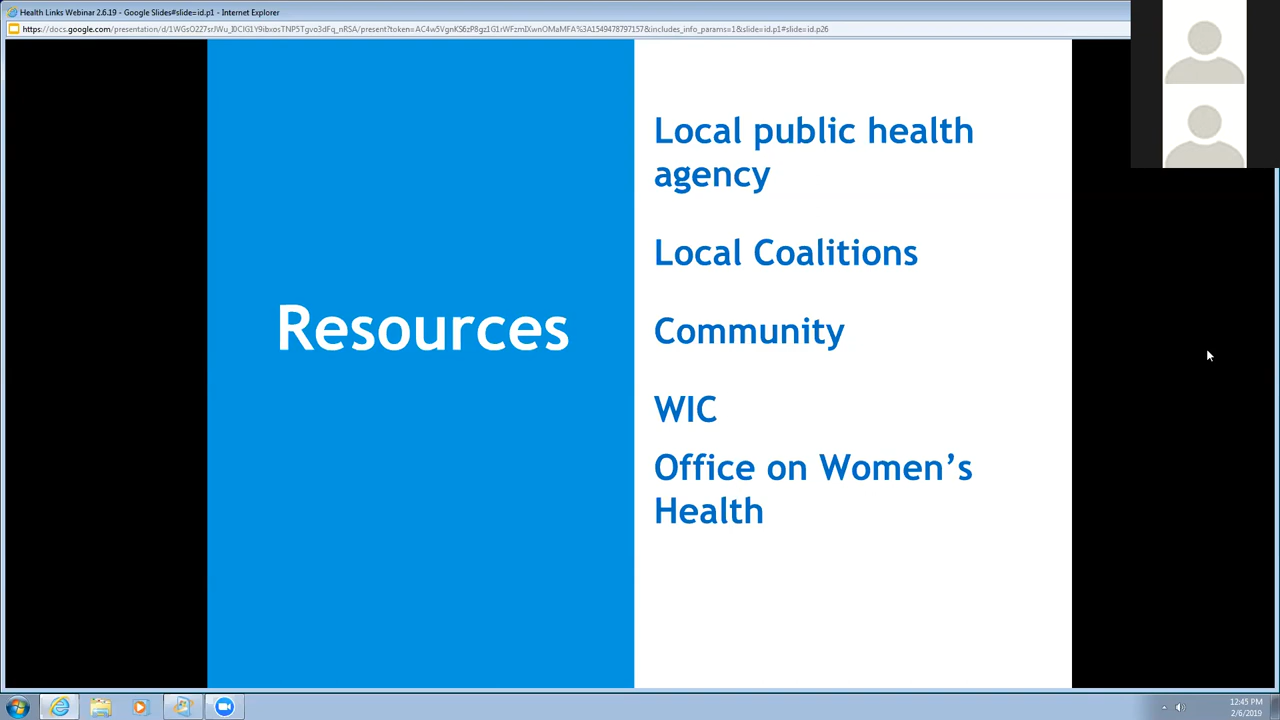 Health Links Webinar 2.6.19 - Google Slides#slide=id.p1 - Internet Explorer
Local public health
agency
Local Coalitions
Resources
Community
WIC
Office on Women’s
Health
12:45 PM
2/6/2019